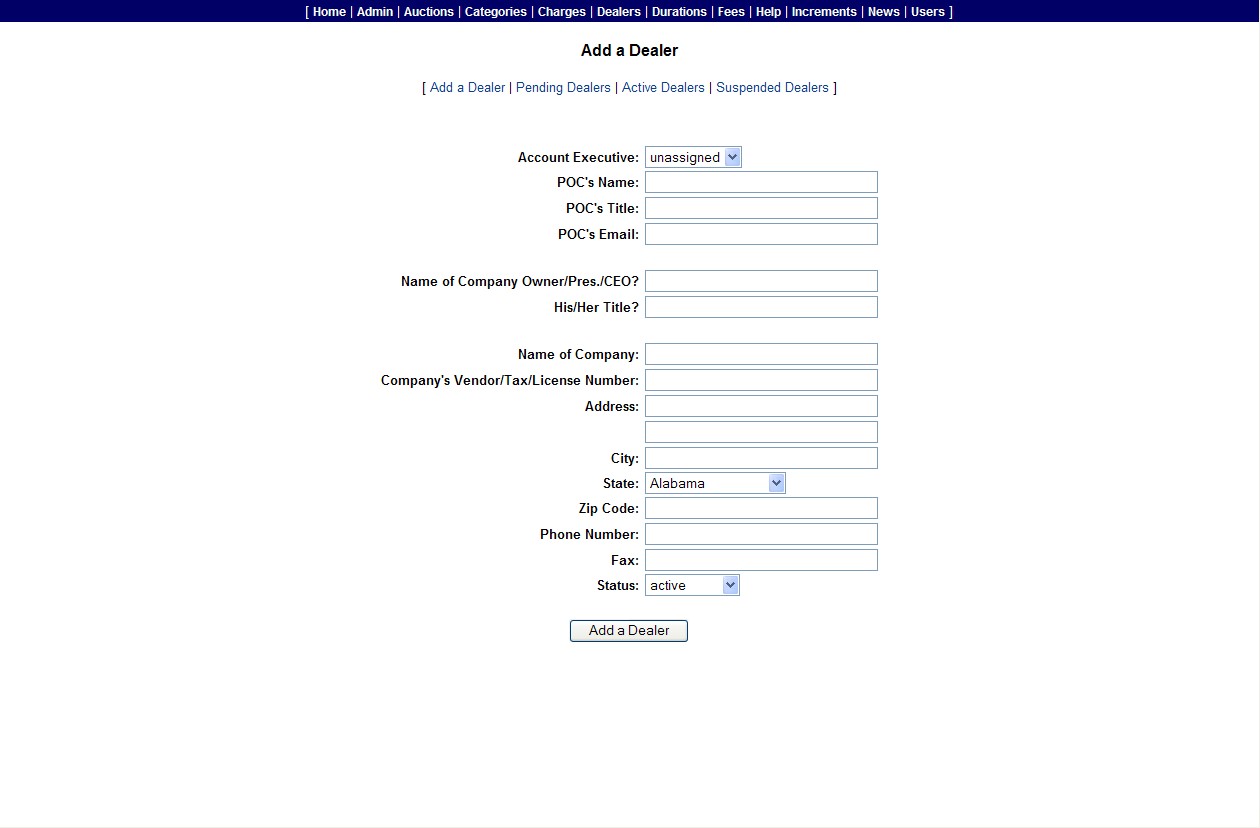 [ Home | Admin | Auctions | Categories | Charges | Dealers | Durations | Fees | Help | Increments | News | Users ]
Add a Dealer
[ Add a Dealer | Pending Dealers | Active Dealers | Suspended Dealers ]
Account Executive: unassigned
POC's Name:
POC's Title:
POC's Email:
Name of Company Owner/Pres./CEO?
His/Her Title?
Name of Company:
Company's Vendor/Tax/License Number:
Address:
City:
State: Alabama
Zip Code:
Phone Number:
Fax:
Status: active
Add a Dealer